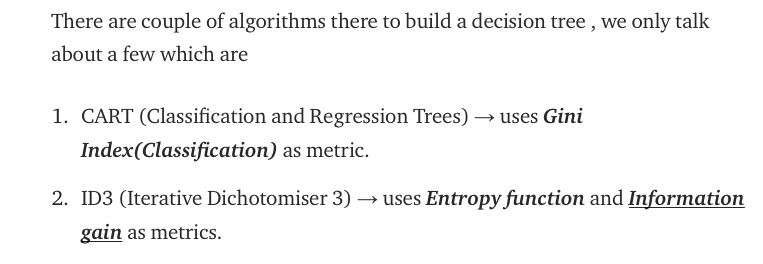 There are couple of algorithms there to build a decision tree , we only talk
about a few which are
1. CART (Classification and Regression Trees) → uses Gini
Index(Classification) as metric.
2. ID3 (Iterative Dichotomiser 3) → uses Entropy function and Information
gain as metrics.